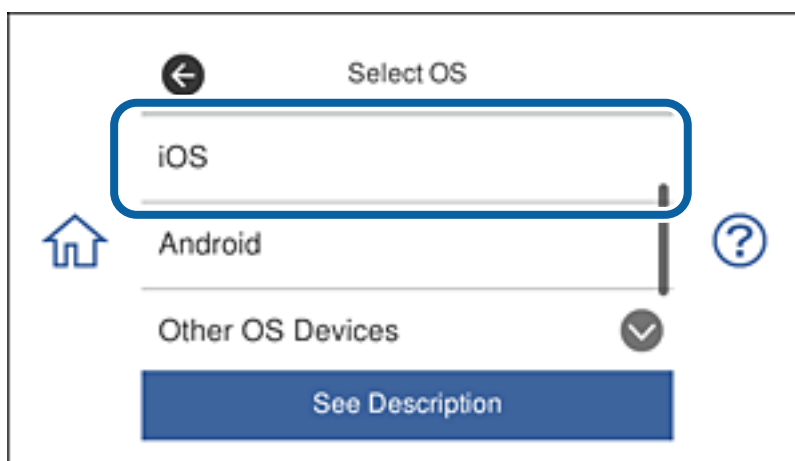 Select OS
iOS
Android
?
Other OS Devices
See Description